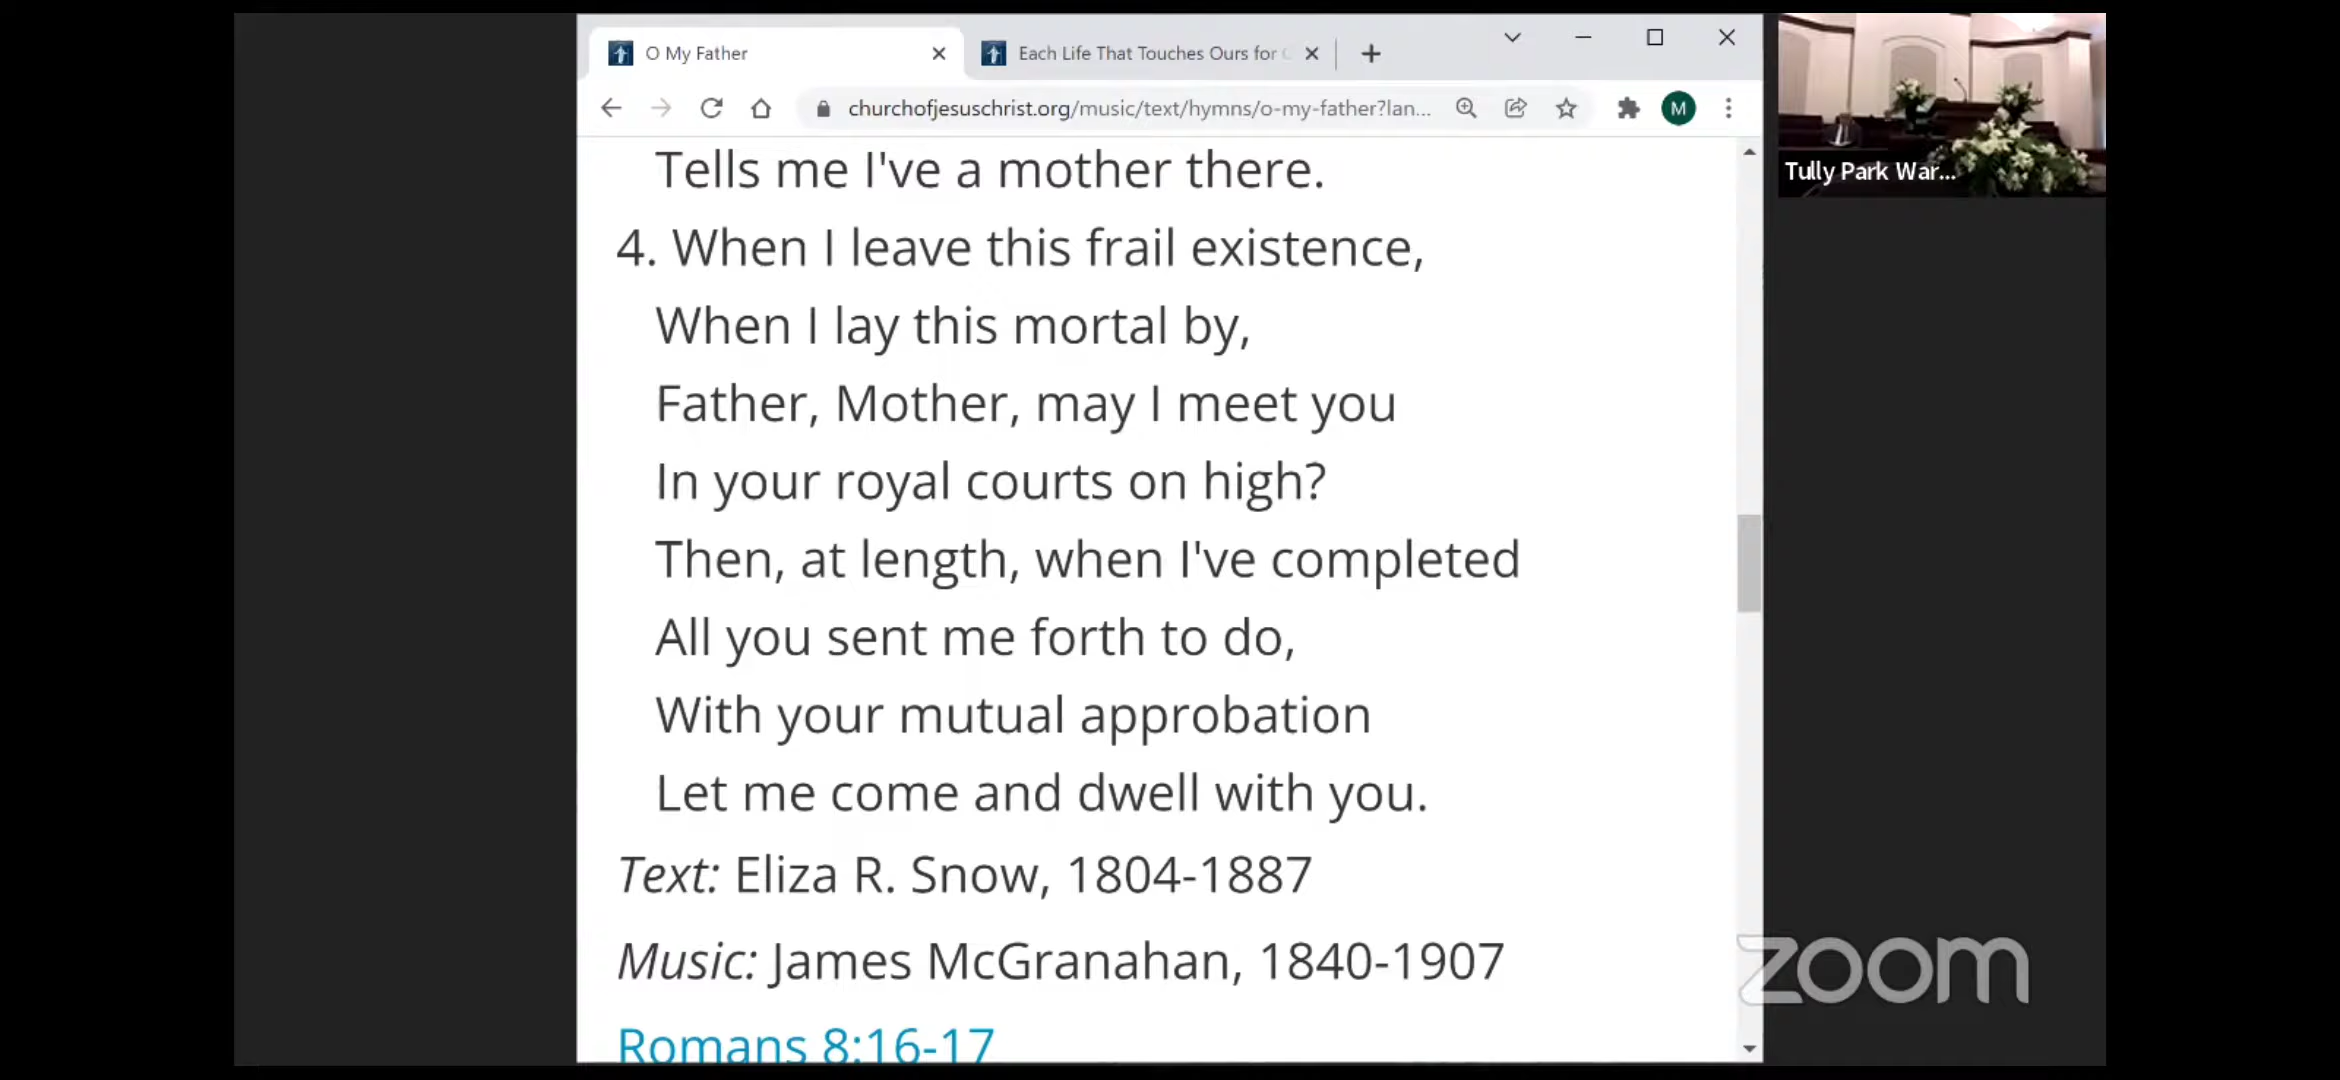 O My Father
Each Life That Touches Ours for
churchofjesuschrist.org/music/text/hymns/o-my-father?lan...
M
Tells me I've a mother there.
4. When I leave this frail existence,
When I lay this mortal by,
Father, Mother, may I meet you
In your royal courts on high?
Then, at length, when I've completed
All you sent me forth to do,
With your mutual approbation
Let me come and dwell with you.
Text: Eliza R. Snow, 1804-1887
Music: James McGranahan, 1840-1907
Romans 8:16-17
Tully Park War...
zoom